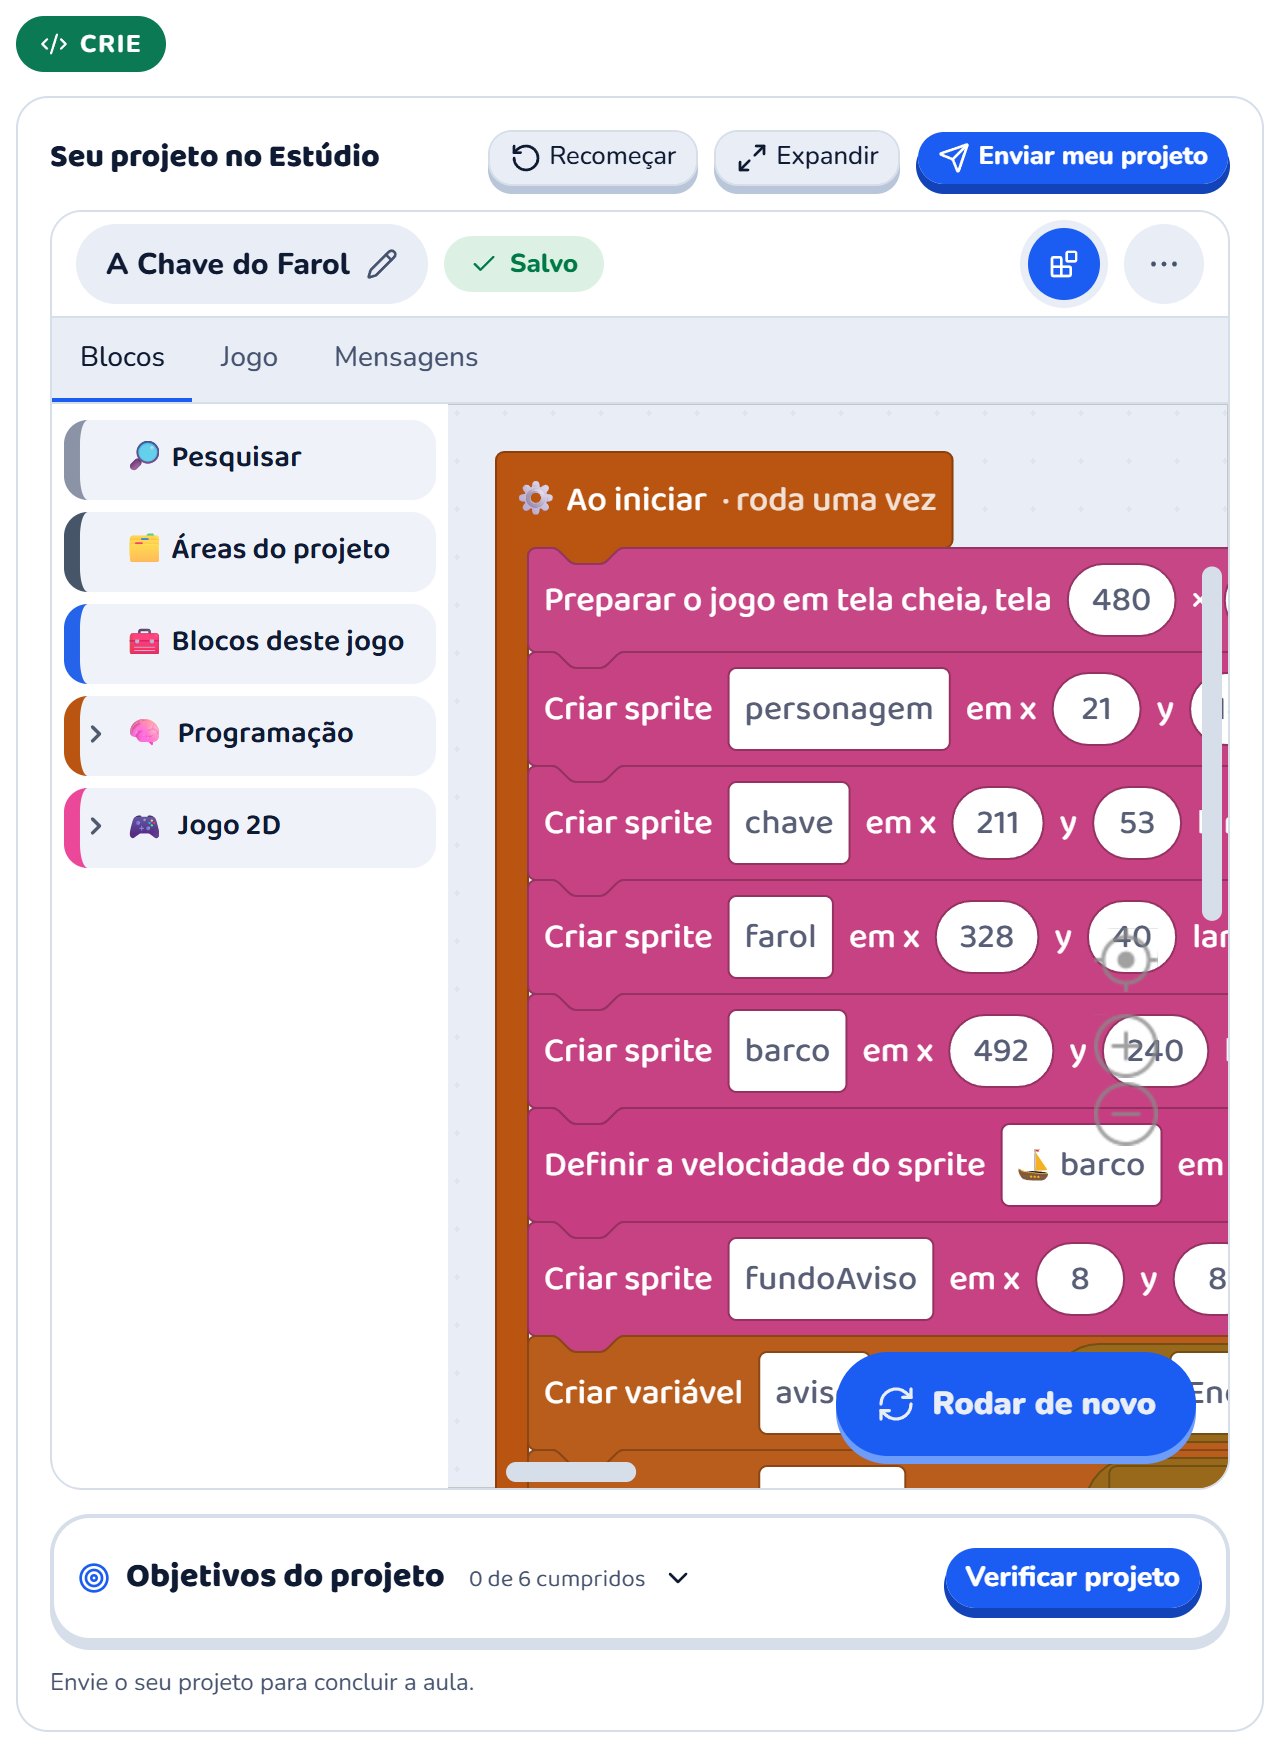 CRIE
Seu projeto no Estúdio
Recomeçar
Expandir
Enviar meu projeto
A Chave do Farol
Salvo
Blocos
Jogo
Mensagens
Pesquisar
Áreas do projeto
Blocos deste jogo
Programação
Jogo 2D
Ao iniciar · roda uma vez
Preparar o jogo em tela cheia, tela 480 x
Criar sprite personagem em x 21 y
Criar sprite chave em x 211 y 53
Criar sprite farol em x 328 y 40 lar
Criar sprite barco em x 492 y 240
Definir a velocidade do sprite barco em
Criar sprite fundoAviso em x 8 y 8
Criar variável avis
Rodar de novo
Objetivos do projeto 0 de 6 cumpridos
Verificar projeto
Envie o seu projeto para concluir a aula.